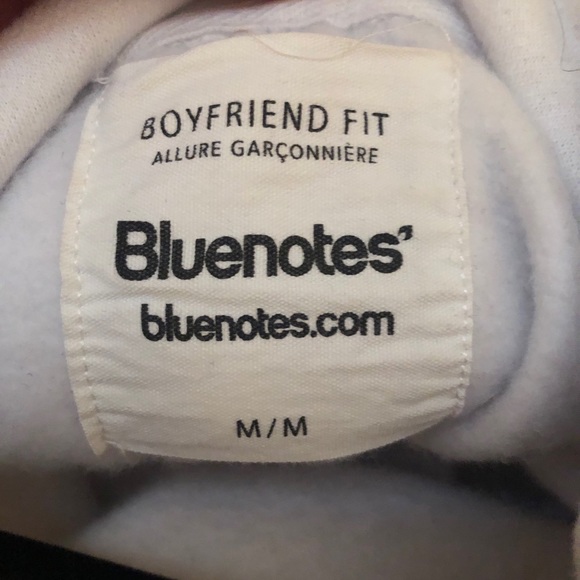 BOYFRIEND FIT
ALLURE GARÇONNIÈRE
Bluenotes'
bluenotes.com
M/M